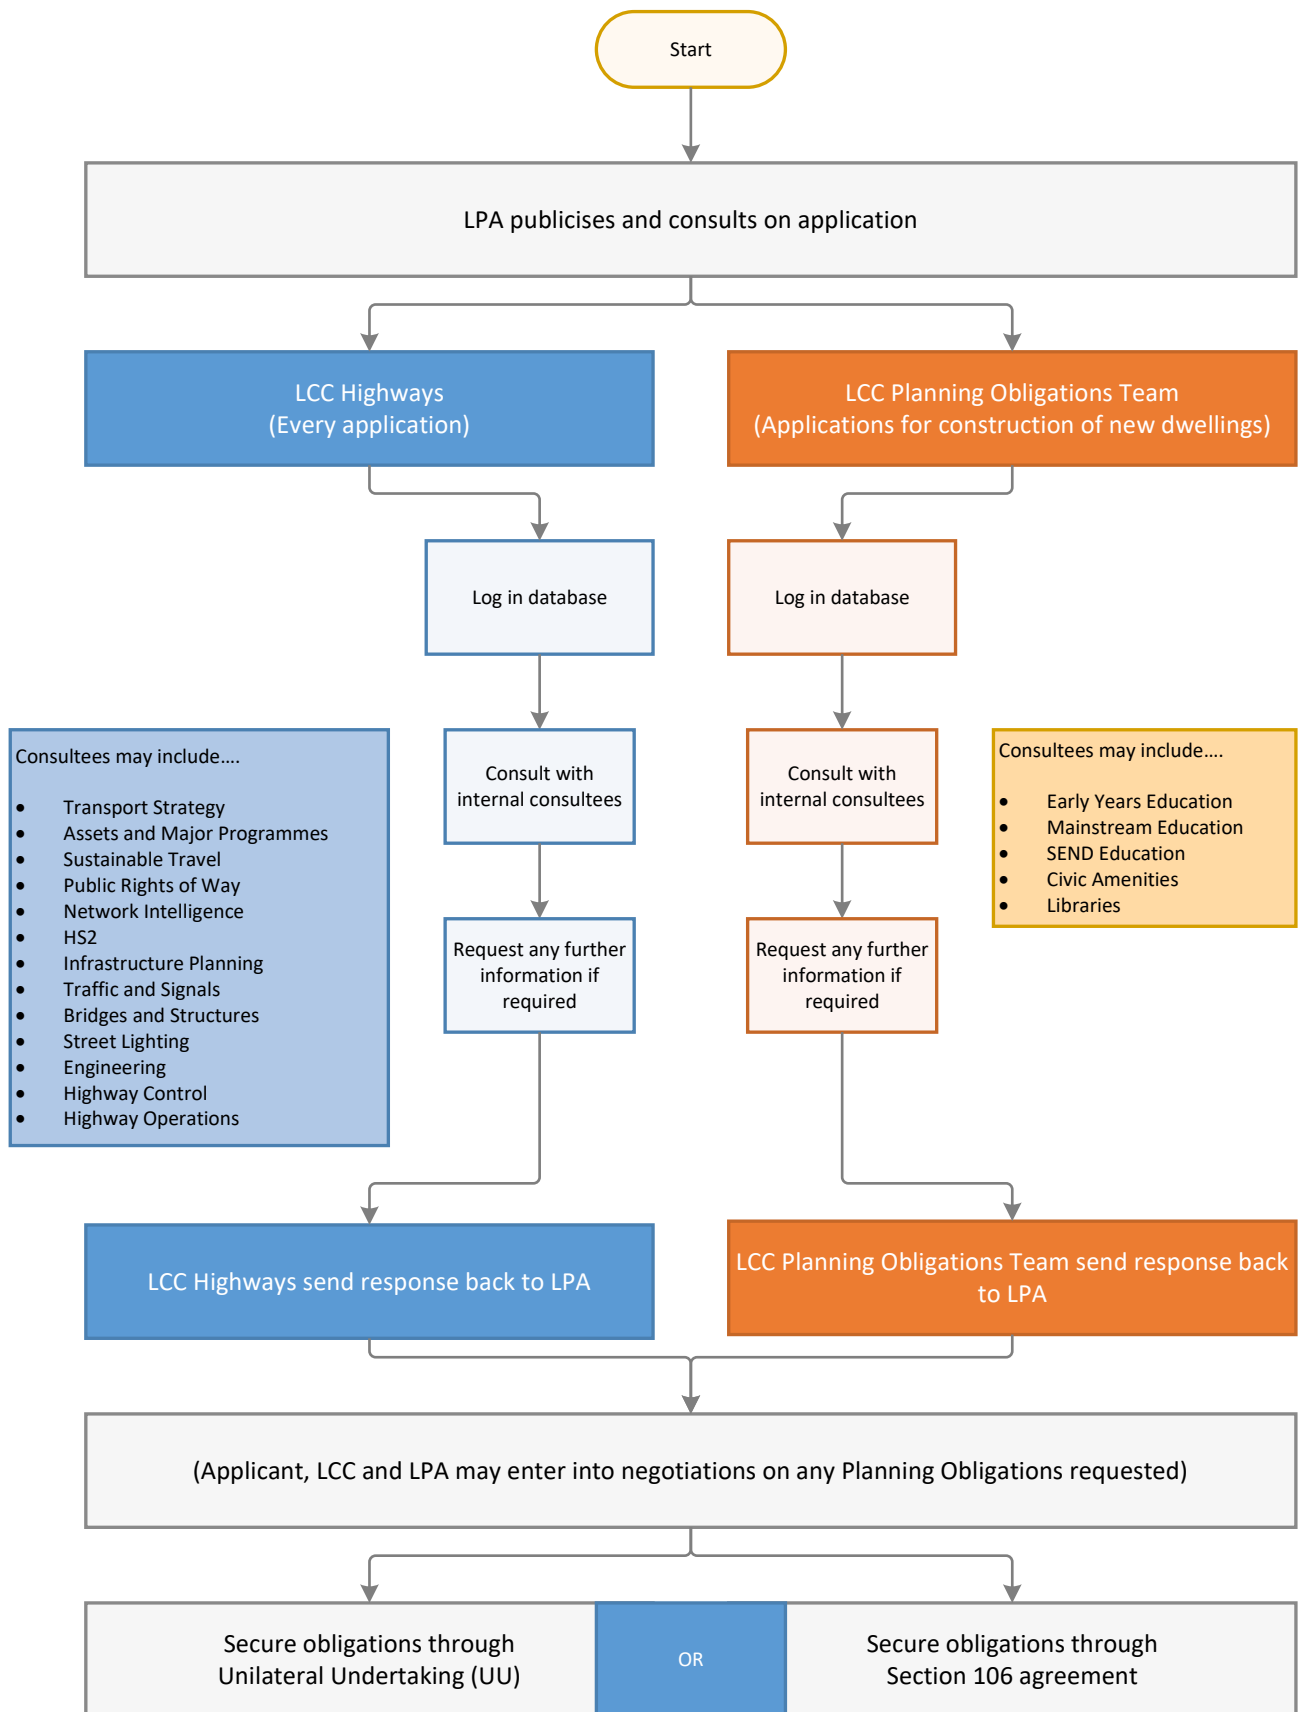 Start
LPA publicises and consults on application
LCC Highways
(Every application)
LCC Planning Obligations Team
(Applications for construction of new dwellings)
Log in database
Log in database
Consultees may include....
• Transport Strategy
• Assets and Major Programmes
• Sustainable Travel
• Public Rights of Way
• Network Intelligence
• HS2
• Infrastructure Planning
• Traffic and Signals
• Bridges and Structures
• Street Lighting
• Engineering
• Highway Control
• Highway Operations
Consult with
internal consultees
Consult with
internal consultees
Consultees may include....
• Early Years Education
• Mainstream Education
• SEND Education
• Civic Amenities
• Libraries
Request any further
information if
required
Request any further
information if
required
LCC Highways send response back to LPA
LCC Planning Obligations Team send response back
to LPA
(Applicant, LCC and LPA may enter into negotiations on any Planning Obligations requested)
Secure obligations through
Unilateral Undertaking (UU)
OR
Secure obligations through
Section 106 agreement